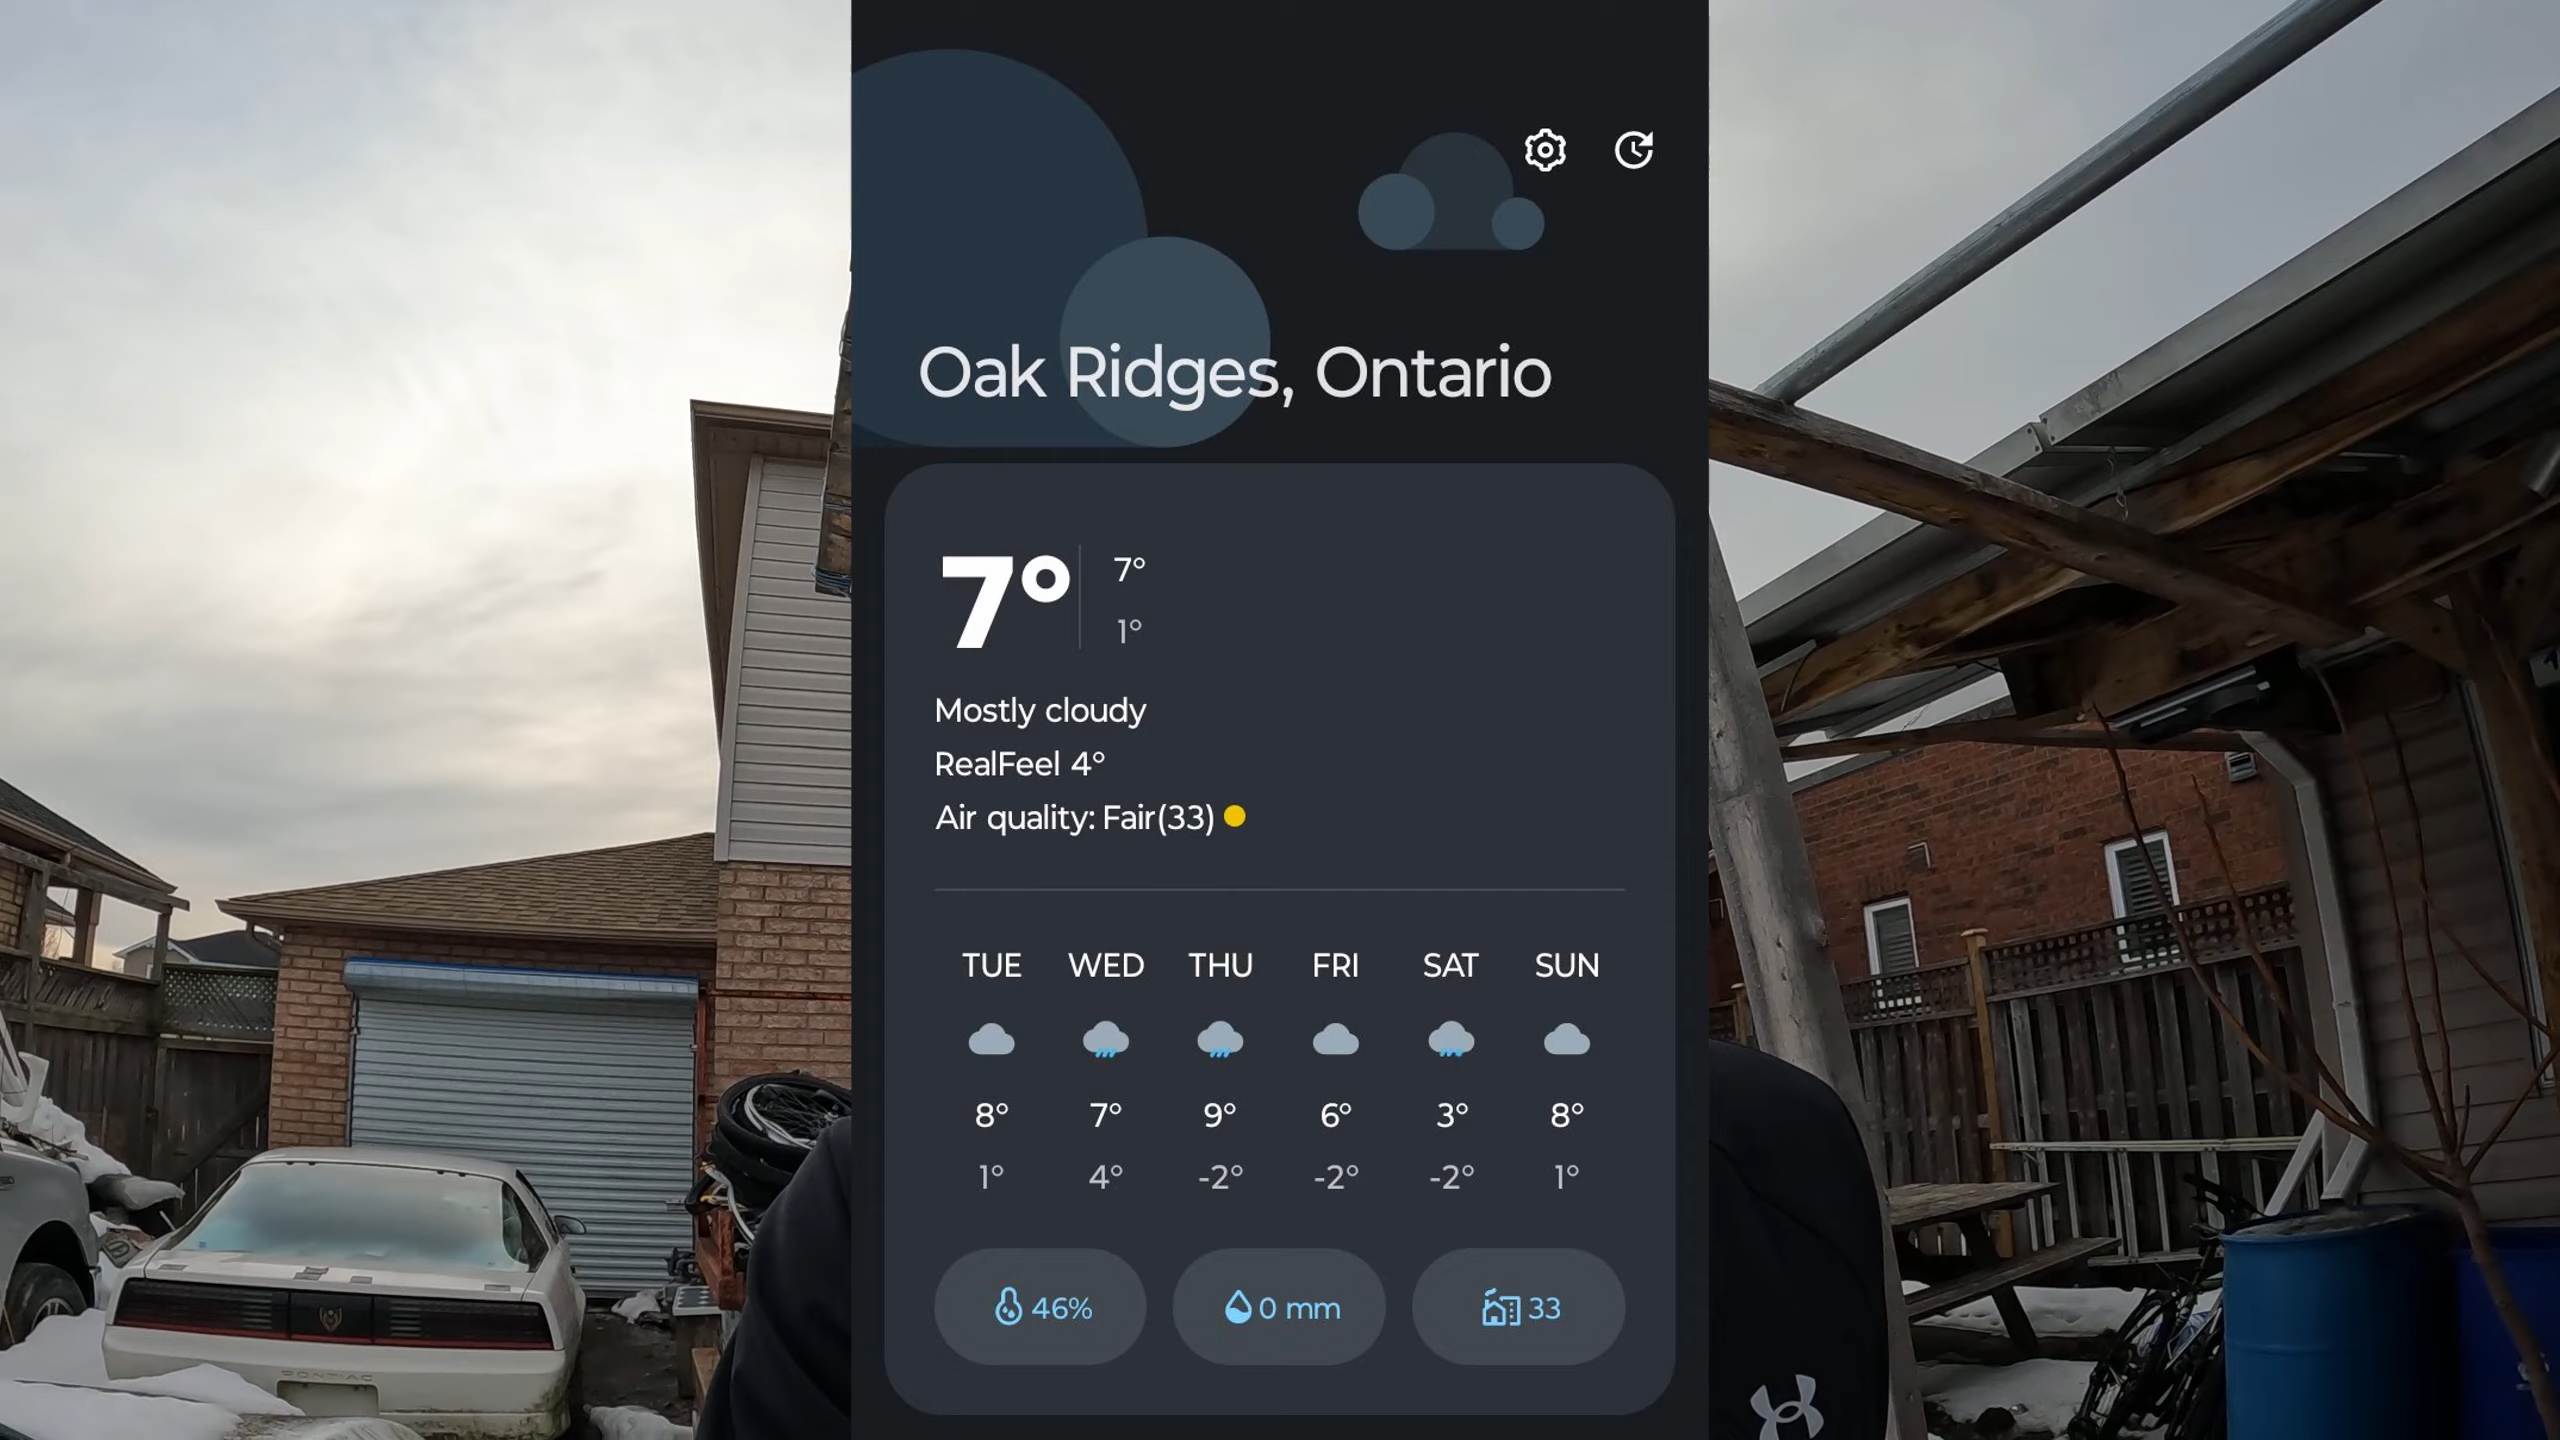 Oak Ridges, Ontario
7° 7°
1°
Mostly cloudy
RealFeel 4°
Air quality: Fair(33)
TUE WED THU FRI SAT SUN
8° 7° 9° 6° 3° 8°
1° 4° -2° -2° -2° 1°
46% 0 mm 33
PONTIAC